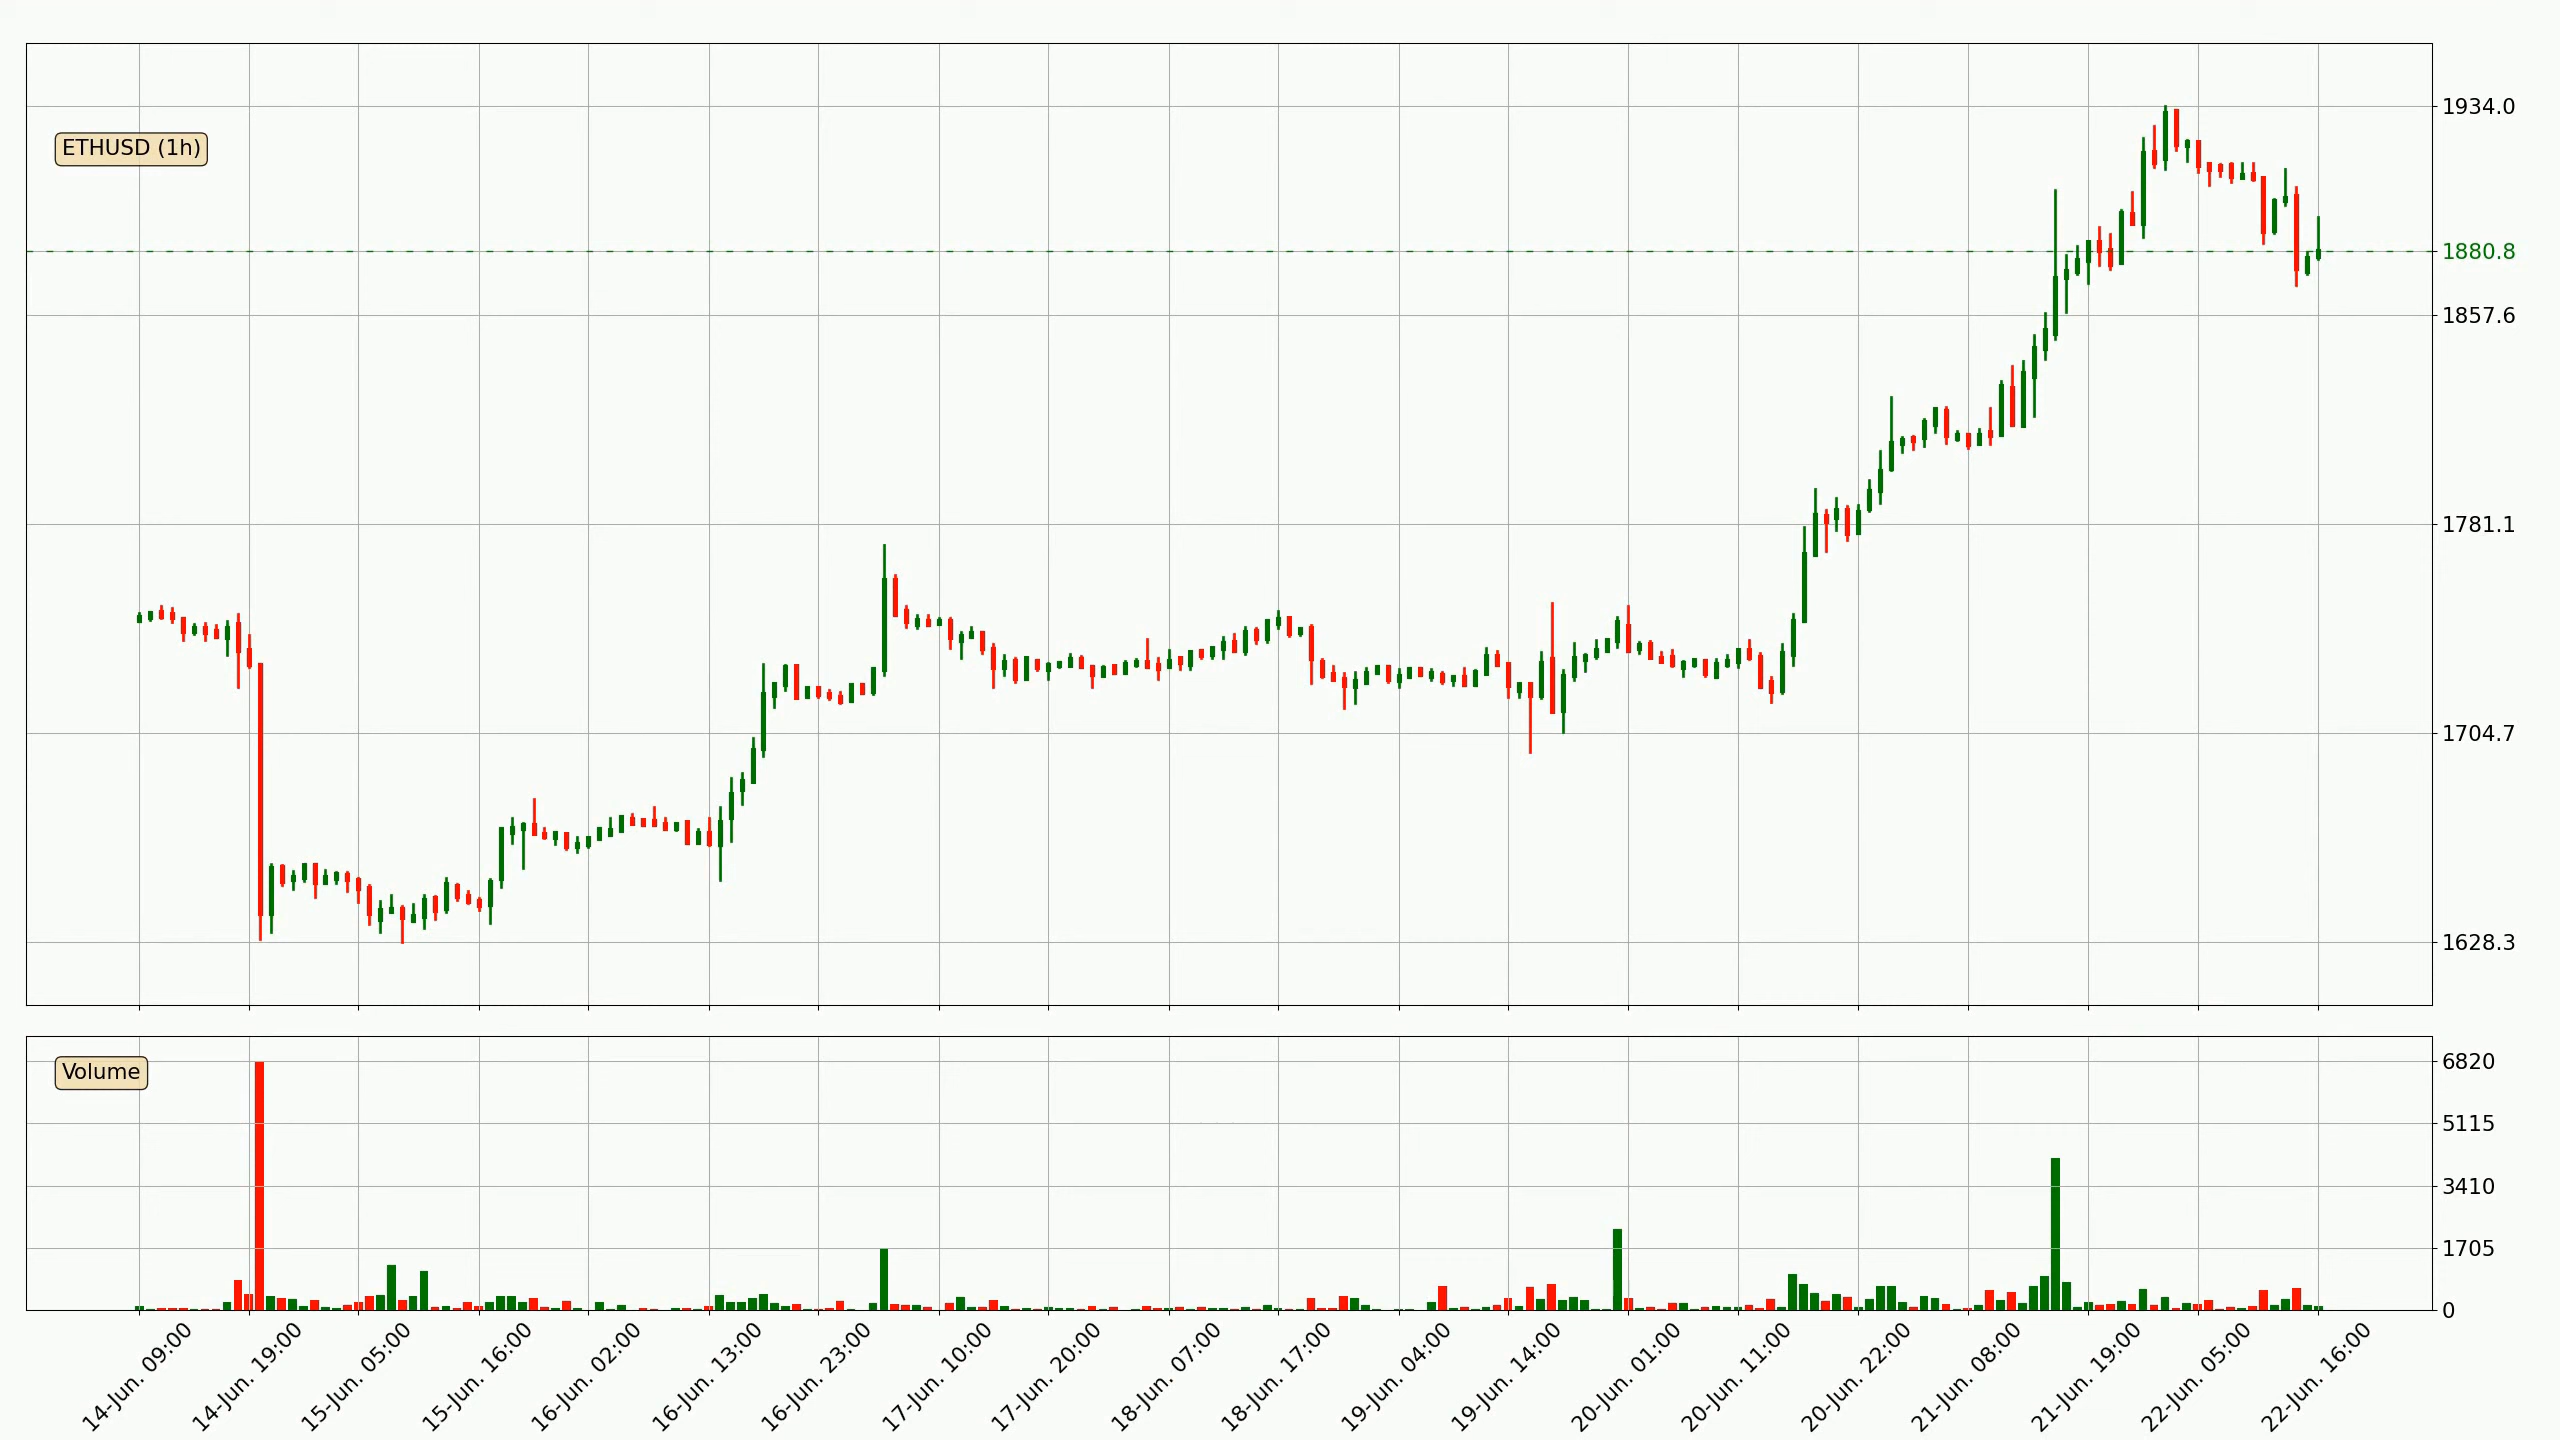 ETHUSD (1h)
1934.0
1880.8
1857.6
1781.1
1704.7
1628.3
Volume
6820
5115
3410
1705
0
14-Jun. 09:00
14-Jun. 19:00
15-Jun. 05:00
15-Jun. 16:00
16-Jun. 02:00
16-Jun. 13:00
16-Jun. 23:00
17-Jun. 10:00
17-Jun. 20:00
18-Jun. 07:00
18-Jun. 17:00
19-Jun. 04:00
19-Jun. 14:00
20-Jun. 01:00
20-Jun. 11:00
20-Jun. 22:00
21-Jun. 08:00
21-Jun. 19:00
22-Jun. 05:00
22-Jun. 16:00